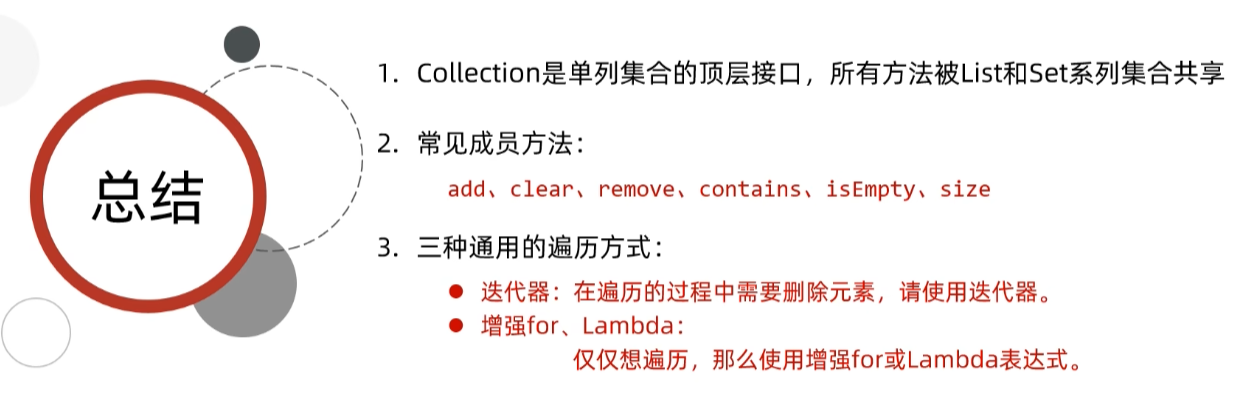 总结
1. Collection是单列集合的顶层接口，所有方法被List和Set系列集合共享
2. 常见成员方法：
add、clear、remove、contains、isEmpty、size
3. 三种通用的遍历方式：
● 迭代器：在遍历的过程中需要删除元素，请使用迭代器。
● 增强for、Lambda：
仅仅想遍历，那么使用增强for或Lambda表达式。